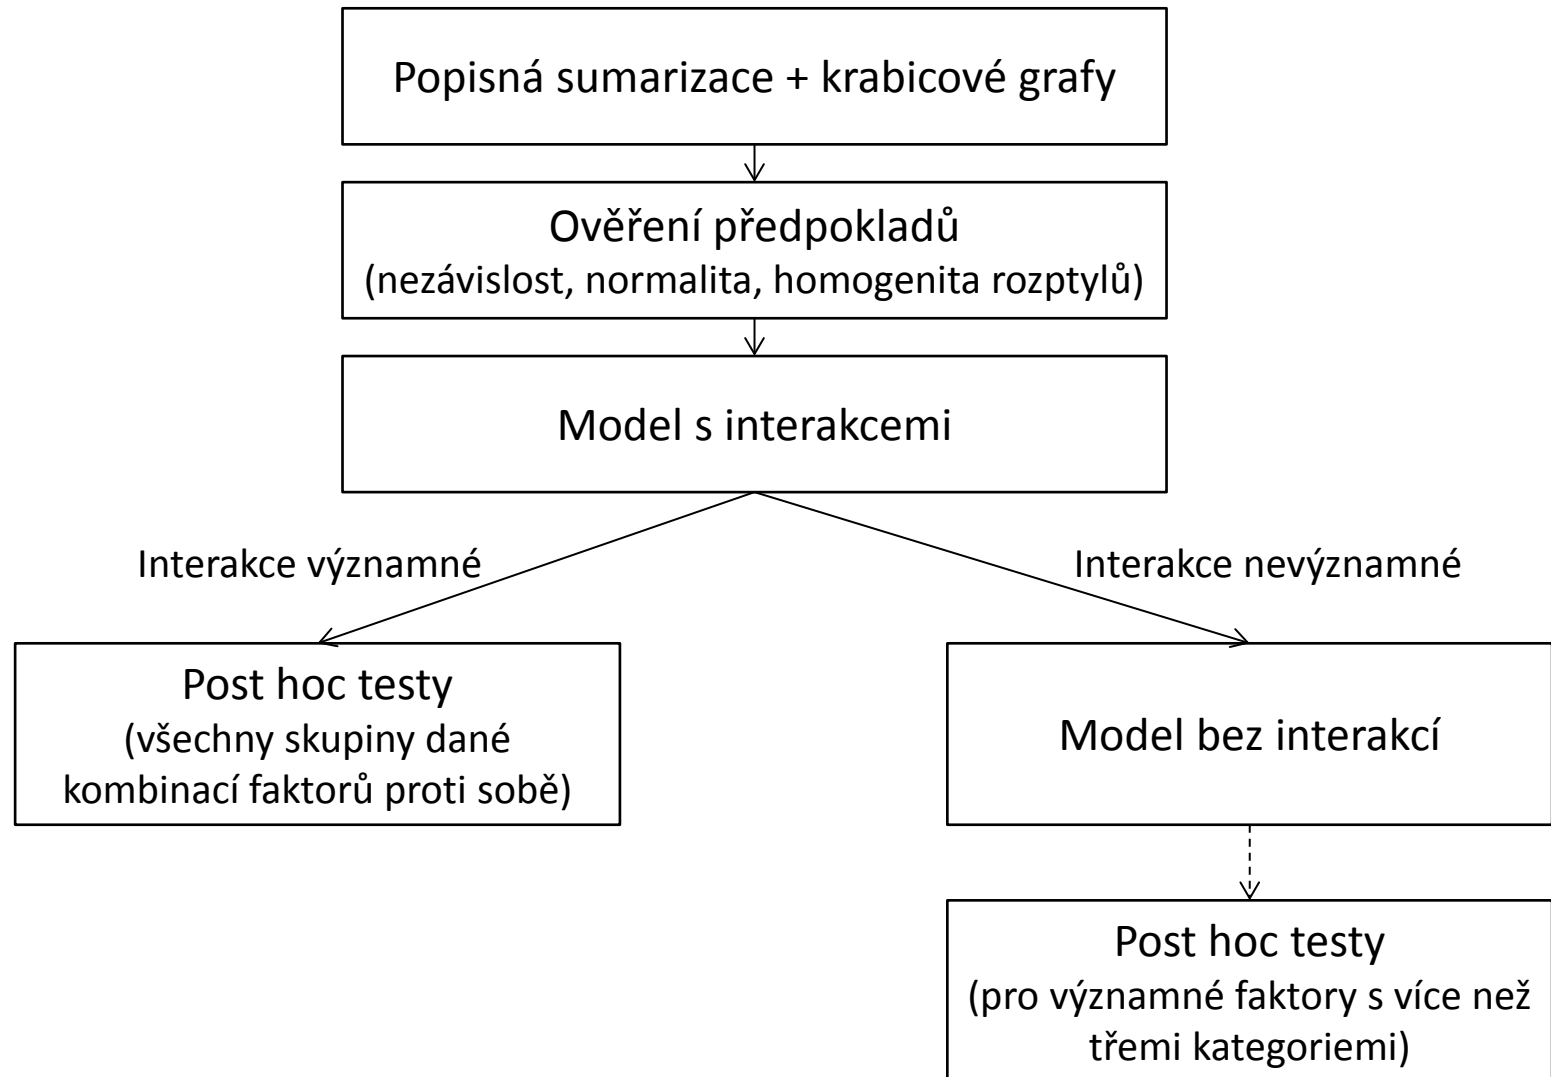 Popisná sumarizace + krabicové grafy
Ověření předpokladů
(nezávislost, normalita, homogenita rozptylů)
Model s interakcemi
Interakce významné
Interakce nevýznamné
Post hoc testy
(všechny skupiny dané
kombinací faktorů proti sobě)
Model bez interakcí
Post hoc testy
(pro významné faktory s více než
třemi kategoriemi)